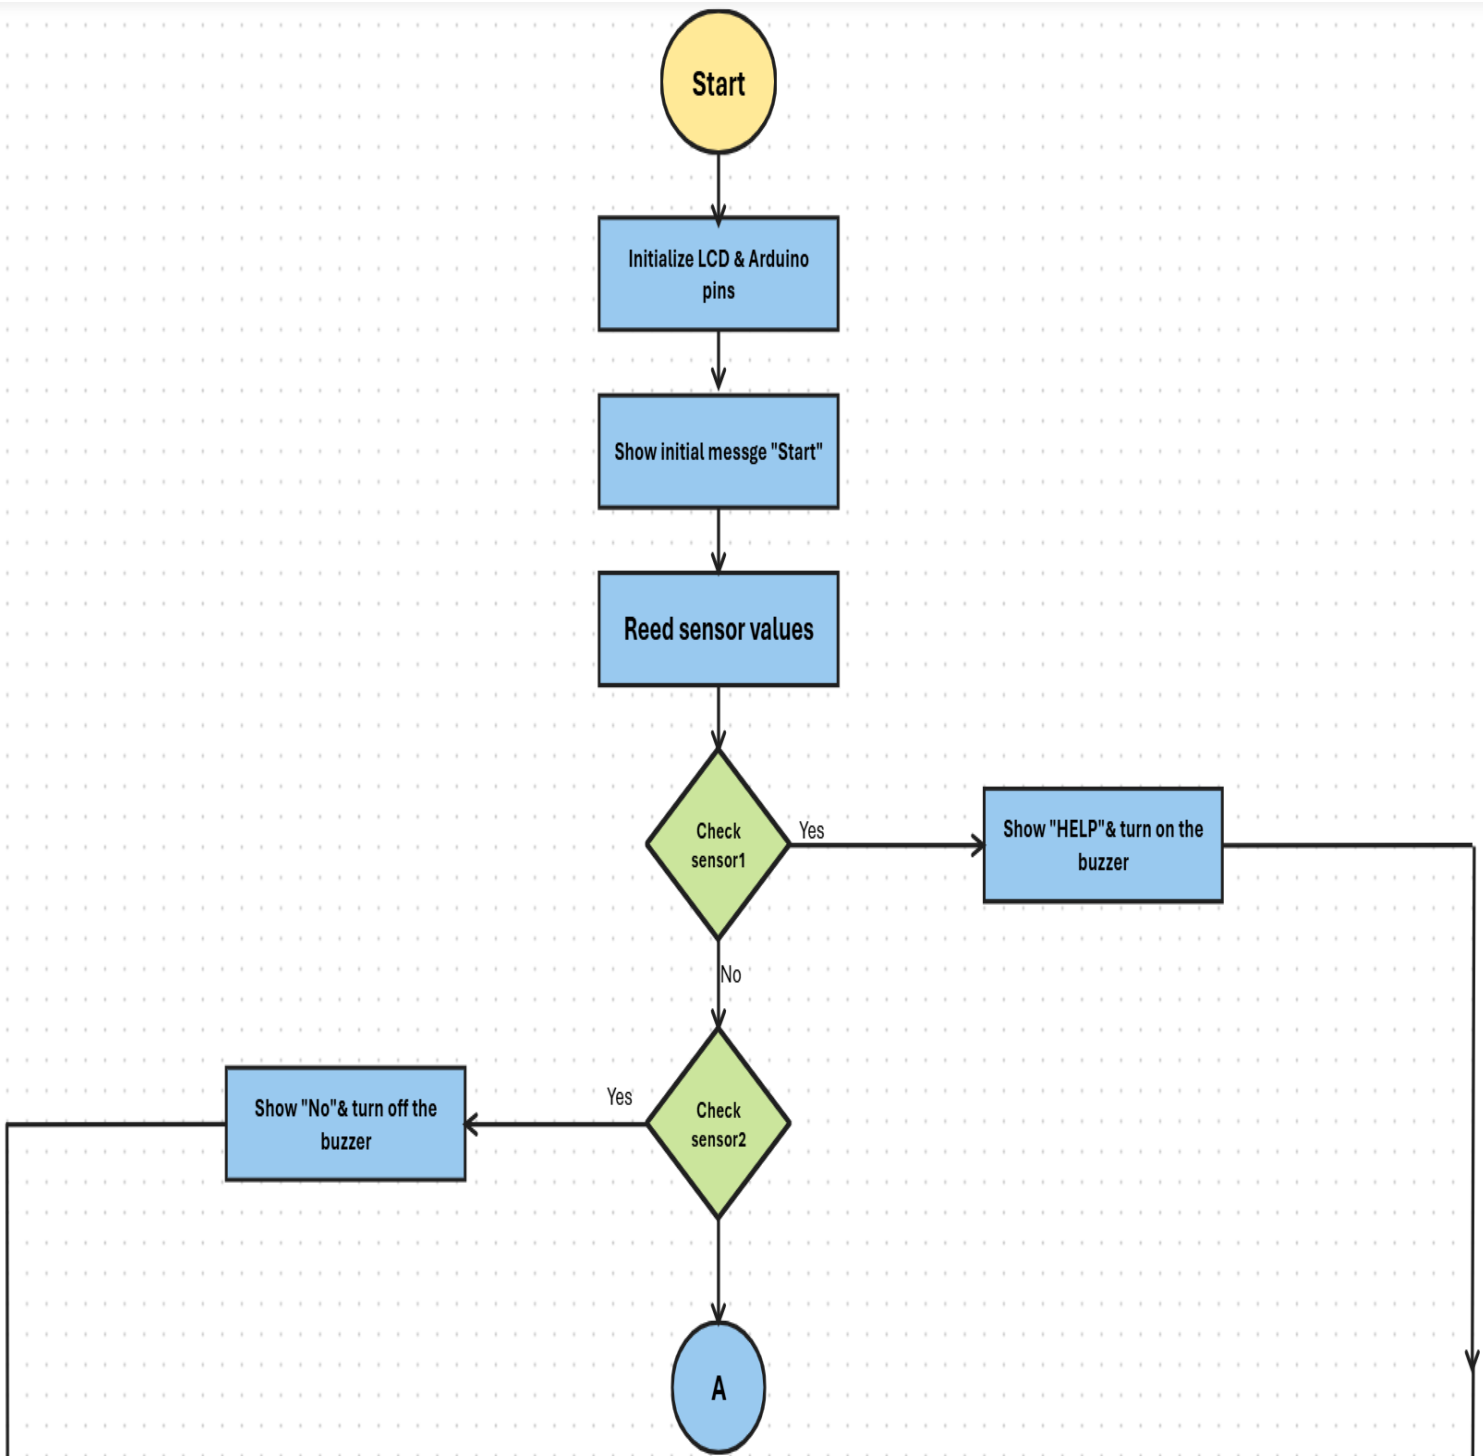 Start
Initialize LCD & Arduino
pins
Show initial messge "Start"
Reed sensor values
Check
sensor1
Yes
Show "HELP"& turn on the
buzzer
No
Check
sensor2
Yes
Show "No"& turn off the
buzzer
A